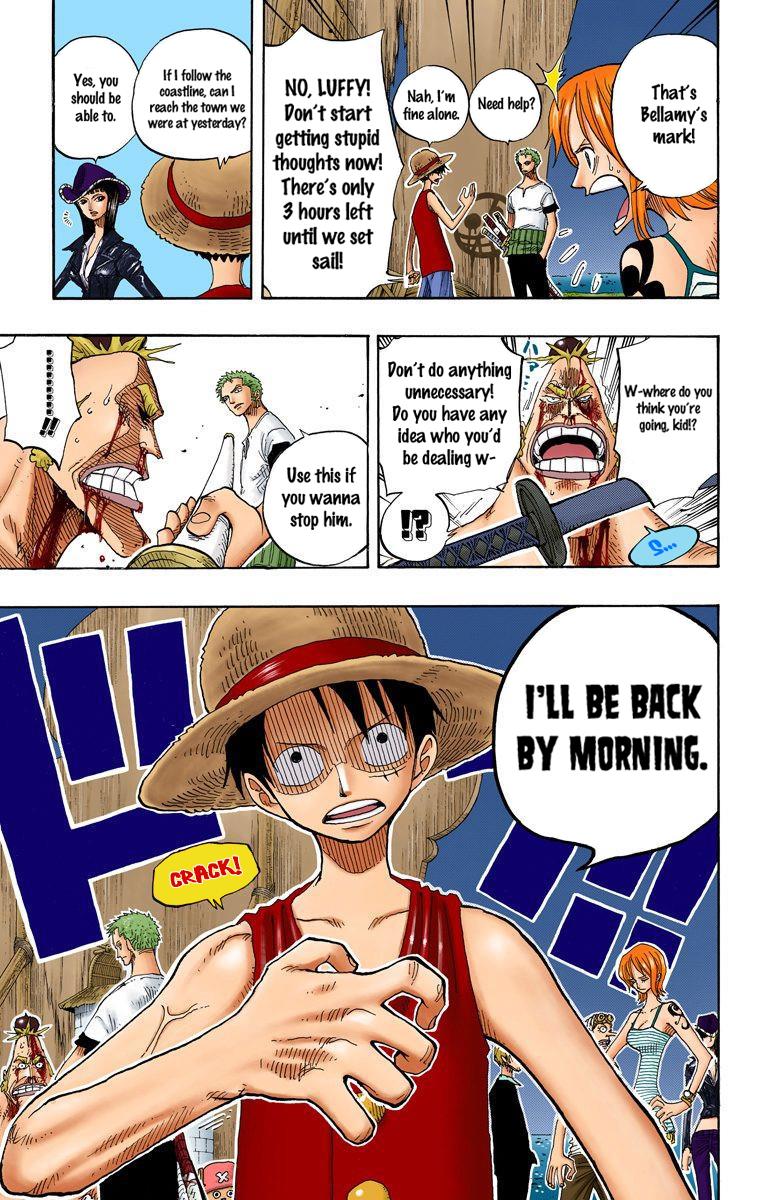 That's
Bellamy's
mark!
Need help?
Nah, I'm
fine alone.
NO, LUFFY!
Don't start
getting stupid
thoughts now!
There's only
3 hours left
until we set
sail!
If I follow the
coastline, can I
reach the town we
were at yesterday?
Yes, you
should be
able to.
W-where do you
think you're
going, kid!?
Don't do anything
unnecessary!
Do you have any
idea who you'd
be dealing w-
!?
Use this if
you wanna
stop him.
!!
I'LL BE BACK
BY MORNING.
CRACK!